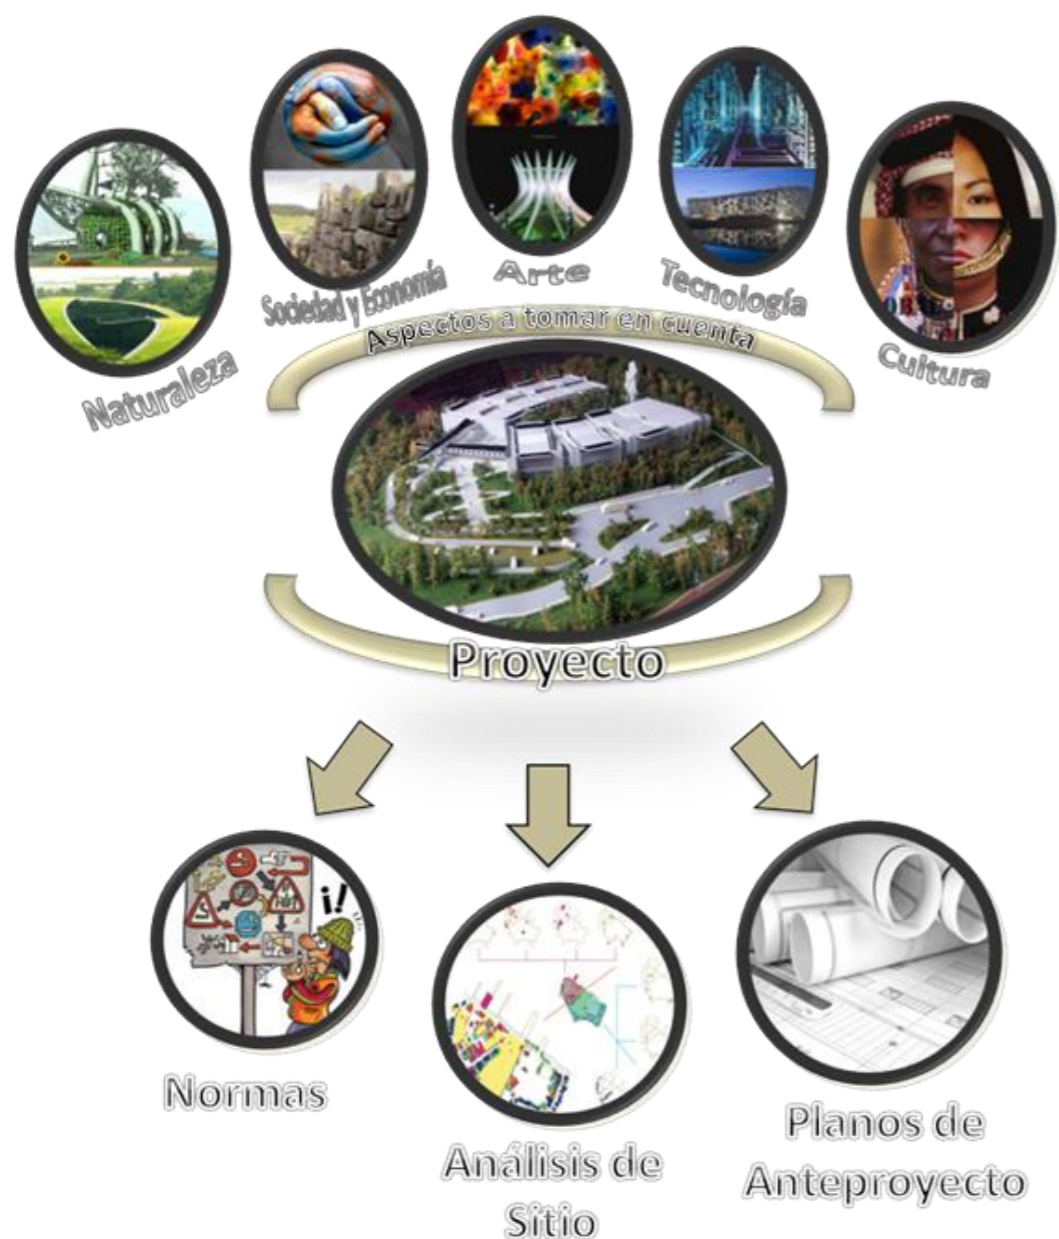 Naturaleza
Sociedad y Economía
Arte
Tecnología
Cultura
Aspectos a tomar en cuenta
Proyecto
¡!
Normas
Análisis de
Sitio
Planos de
Anteproyecto